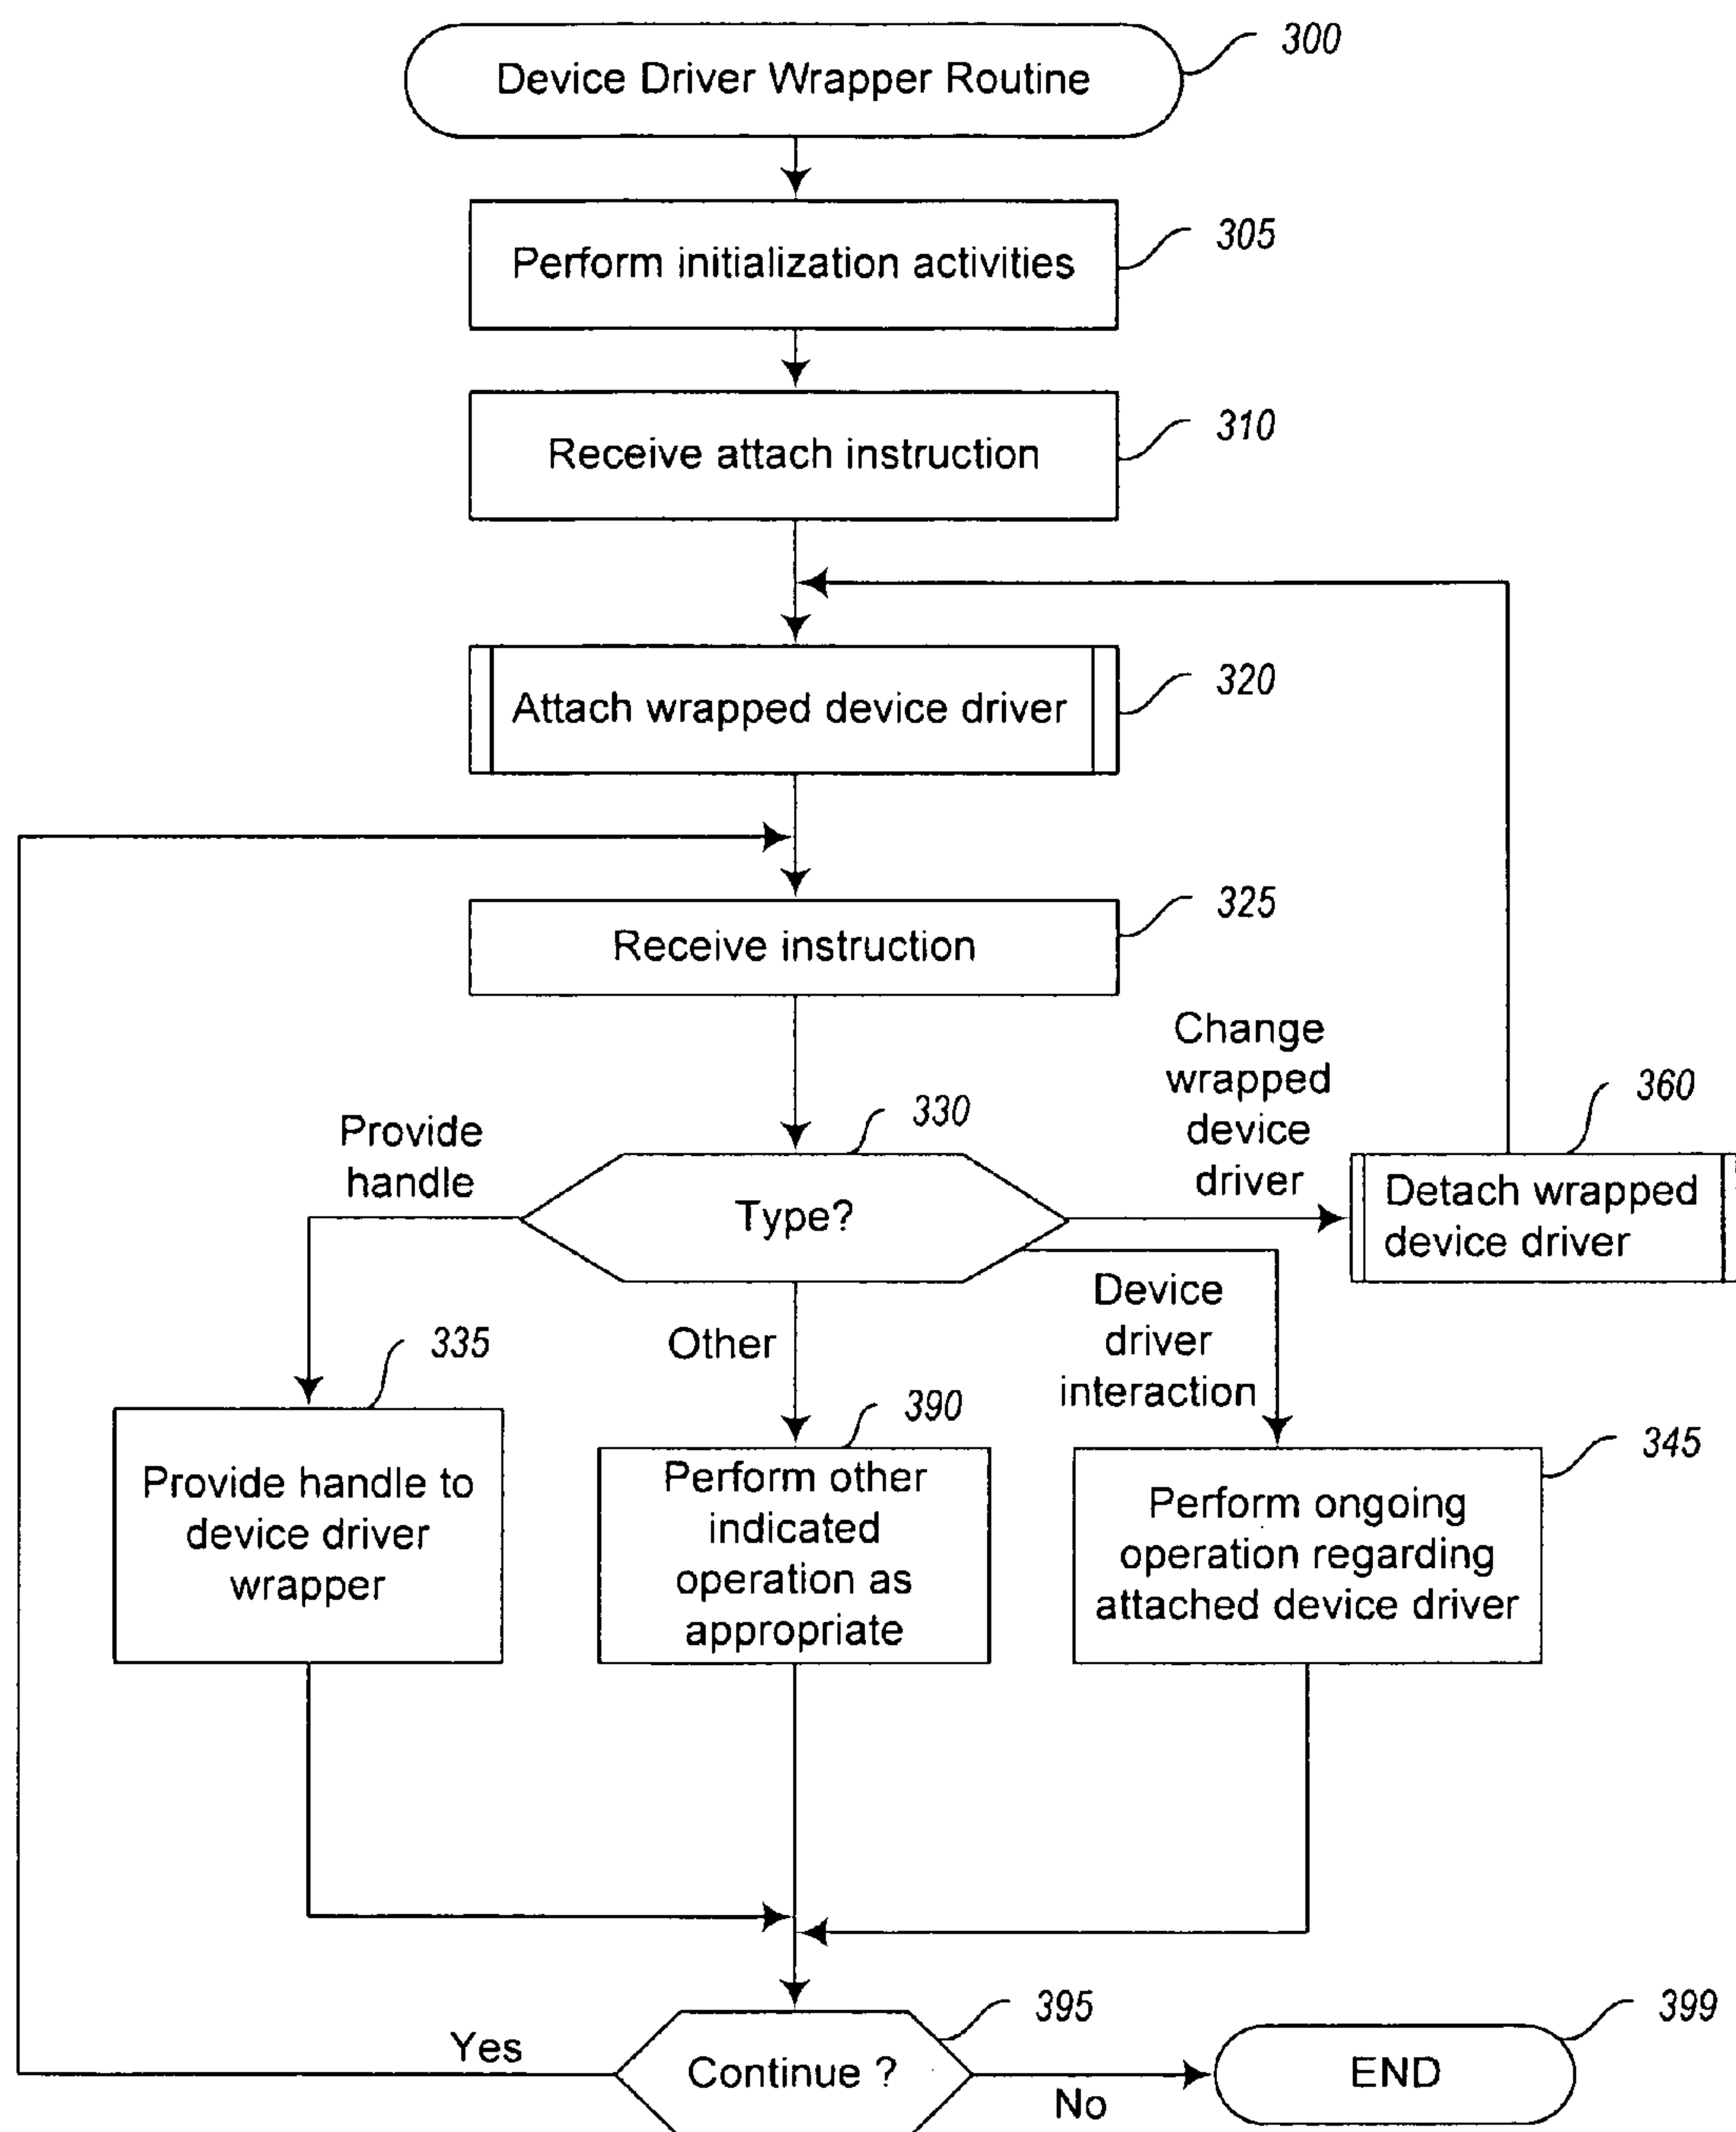 300
Device Driver Wrapper Routine
305
Perform initialization activities
310
Receive attach instruction
320
Attach wrapped device driver
325
Receive instruction
Change
wrapped
device
driver
360
Detach wrapped
device driver
330
Type?
Provide
handle
Other
Device
driver
interaction
335
Provide handle to
device driver
wrapper
390
Perform other
indicated
operation as
appropriate
345
Perform ongoing
operation regarding
attached device driver
395
Continue ?
Yes
No
399
END